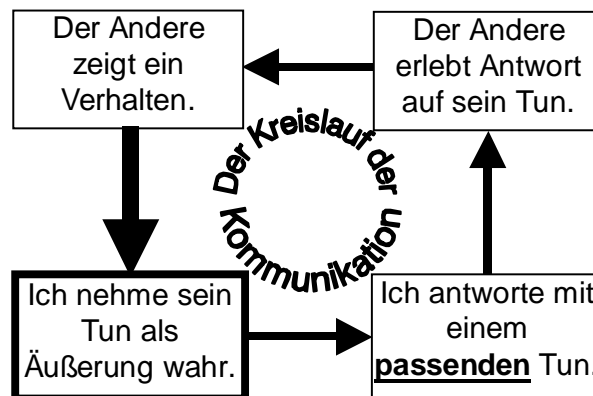 Der Andere
zeigt ein
Verhalten.
Der Andere
erlebt Antwort
auf sein Tun.
Der Kreislauf der
Kommunikation
Ich nehme sein
Tun als
Äußerung wahr.
Ich antworte mit
einem
passenden Tun.